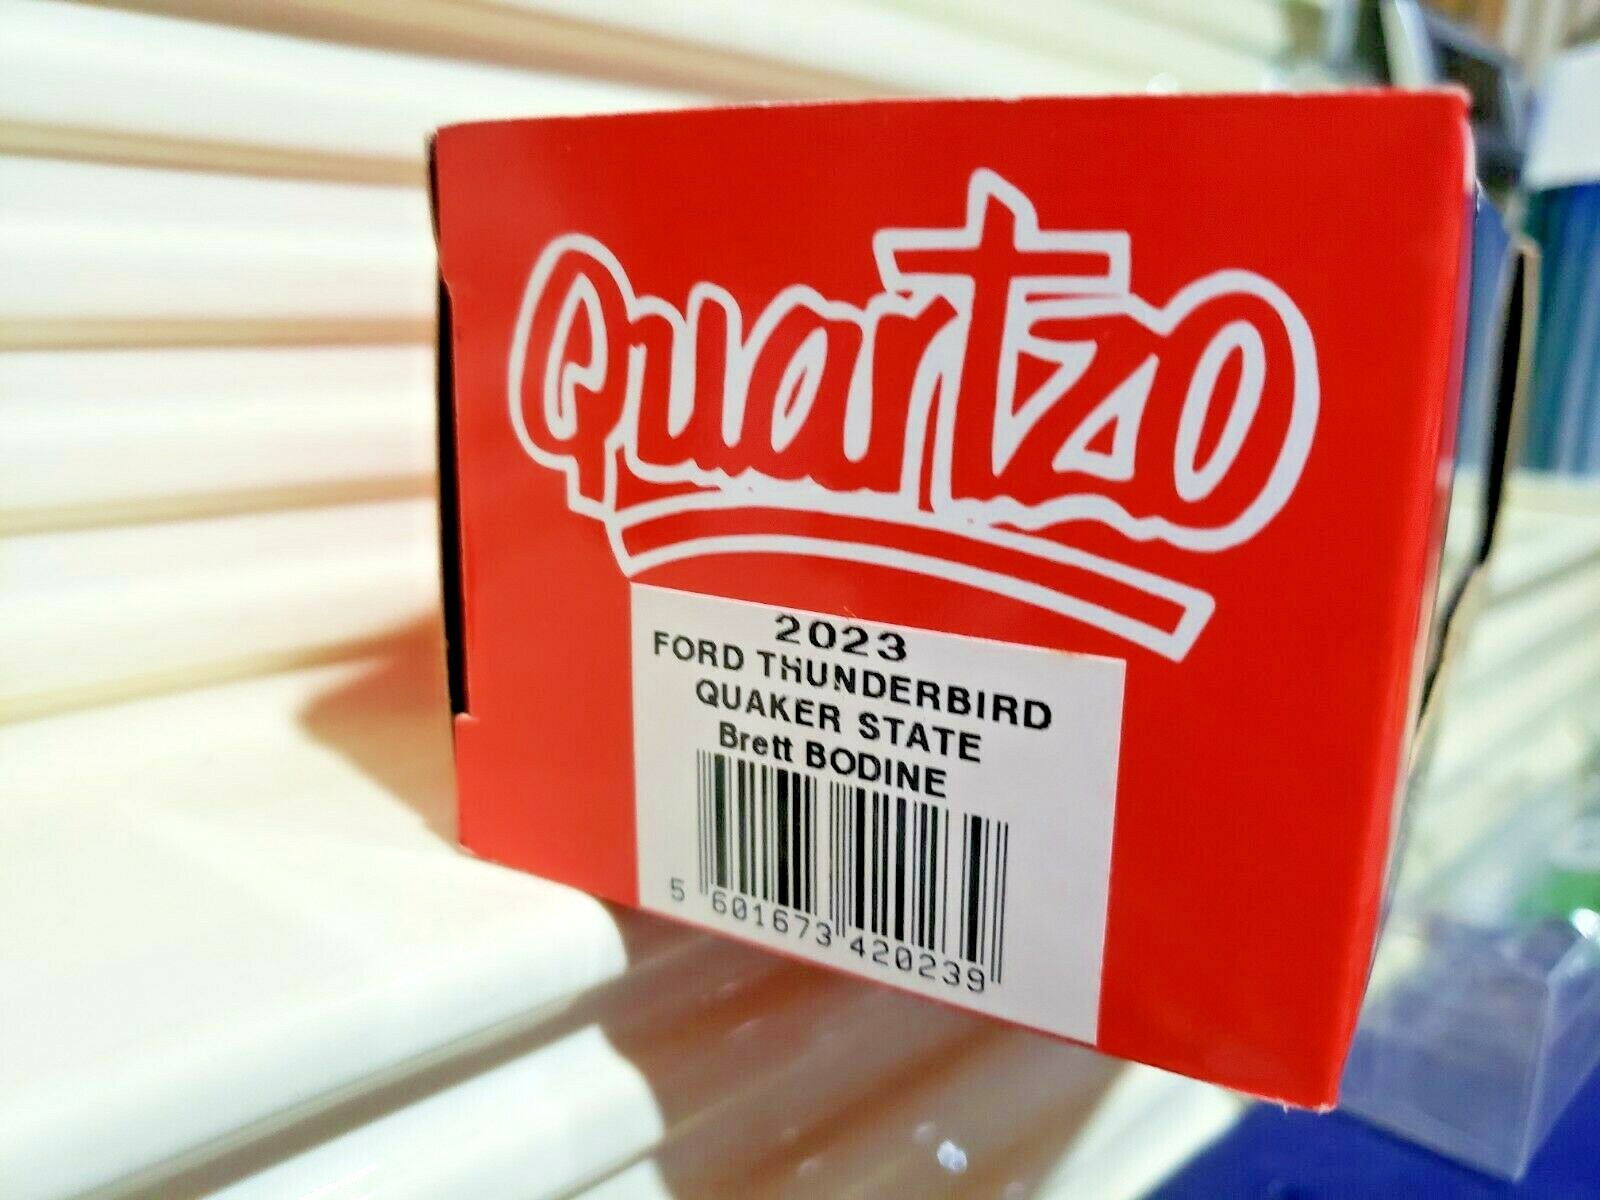 Quartzo
2023
FORD THUNDERBIRD
QUAKER STATE
Brett BODINE
5 601673 420239